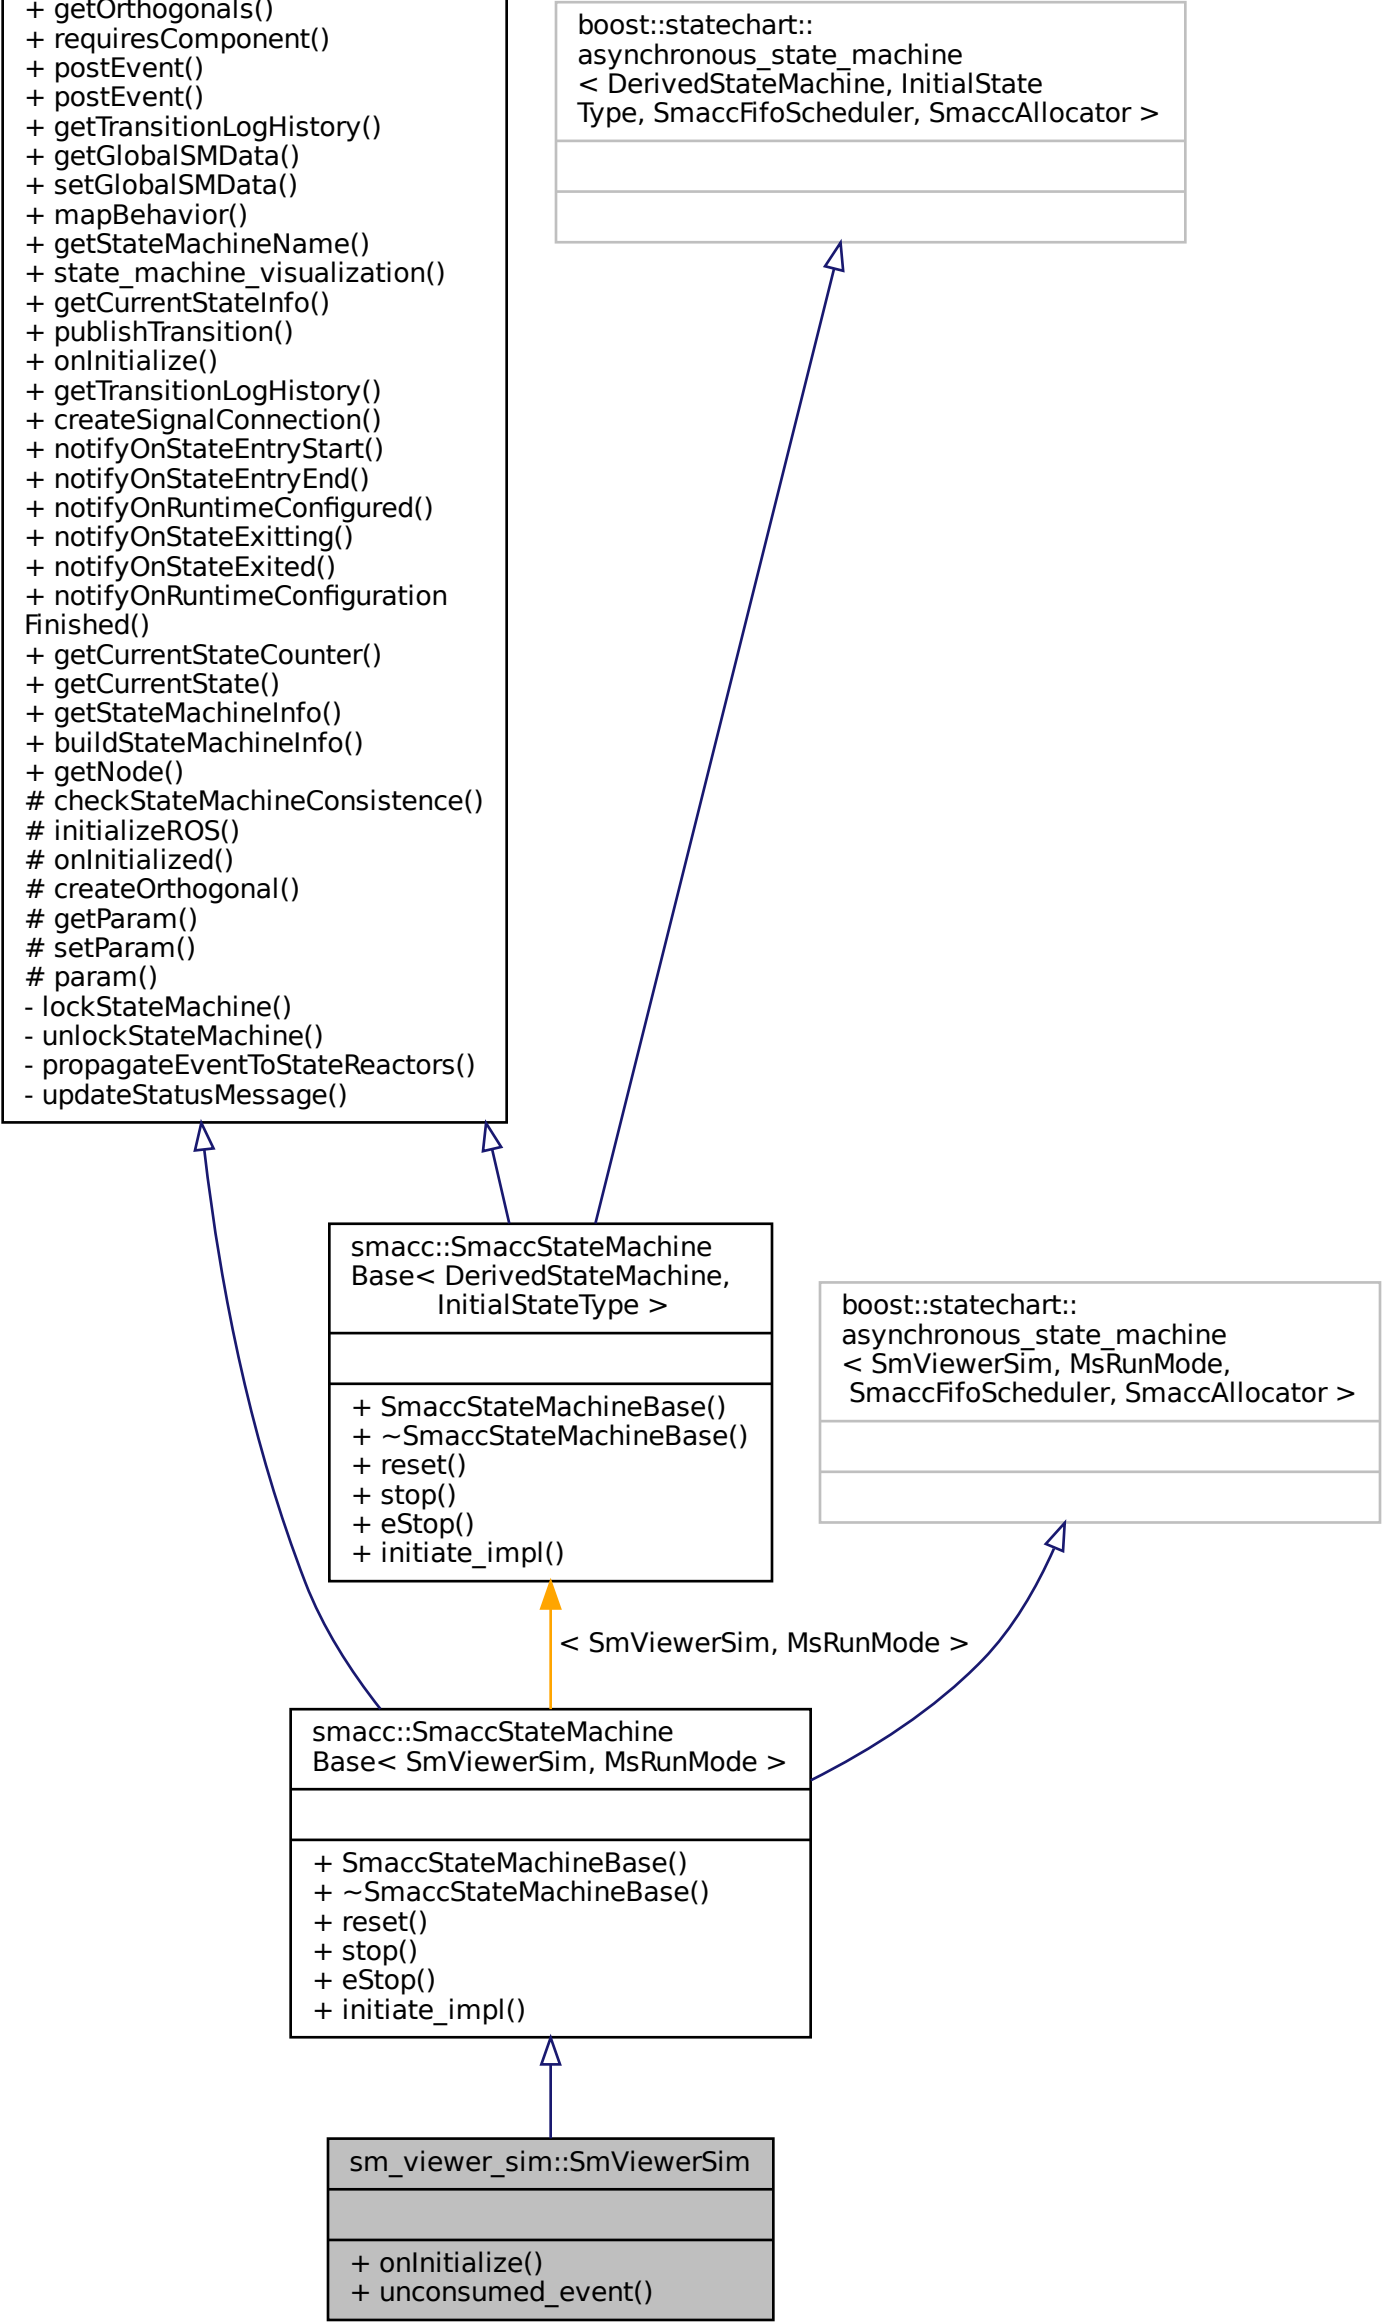 + getOrthogonals()
+ requiresComponent()
+ postEvent()
+ postEvent()
+ getTransitionLogHistory()
+ getGlobalSMData()
+ setGlobalSMData()
+ mapBehavior()
+ getStateMachineName()
+ state_machine_visualization()
+ getCurrentStateInfo()
+ publishTransition()
+ onInitialize()
+ getTransitionLogHistory()
+ createSignalConnection()
+ notifyOnStateEntryStart()
+ notifyOnStateEntryEnd()
+ notifyOnRuntimeConfigured()
+ notifyOnStateExitting()
+ notifyOnStateExited()
+ notifyOnRuntimeConfiguration
Finished()
+ getCurrentStateCounter()
+ getCurrentState()
+ getStateMachineInfo()
+ buildStateMachineInfo()
+ getNode()
# checkStateMachineConsistence()
# initializeROS()
# onInitialized()
# createOrthogonal()
# getParam()
# setParam()
# param()
- lockStateMachine()
- unlockStateMachine()
- propagateEventToStateReactors()
- updateStatusMessage()
boost::statechart::
asynchronous_state_machine
< DerivedStateMachine, InitialState
Type, SmaccFifoScheduler, SmaccAllocator >
smacc::SmaccStateMachine
Base< DerivedStateMachine,
InitialStateType >
+ SmaccStateMachineBase()
+ ~SmaccStateMachineBase()
+ reset()
+ stop()
+ eStop()
+ initiate_impl()
boost::statechart::
asynchronous_state_machine
< SmViewerSim, MsRunMode,
SmaccFifoScheduler, SmaccAllocator >
< SmViewerSim, MsRunMode >
smacc::SmaccStateMachine
Base< SmViewerSim, MsRunMode >
+ SmaccStateMachineBase()
+ ~SmaccStateMachineBase()
+ reset()
+ stop()
+ eStop()
+ initiate_impl()
sm_viewer_sim::SmViewerSim
+ onInitialize()
+ unconsumed_event()